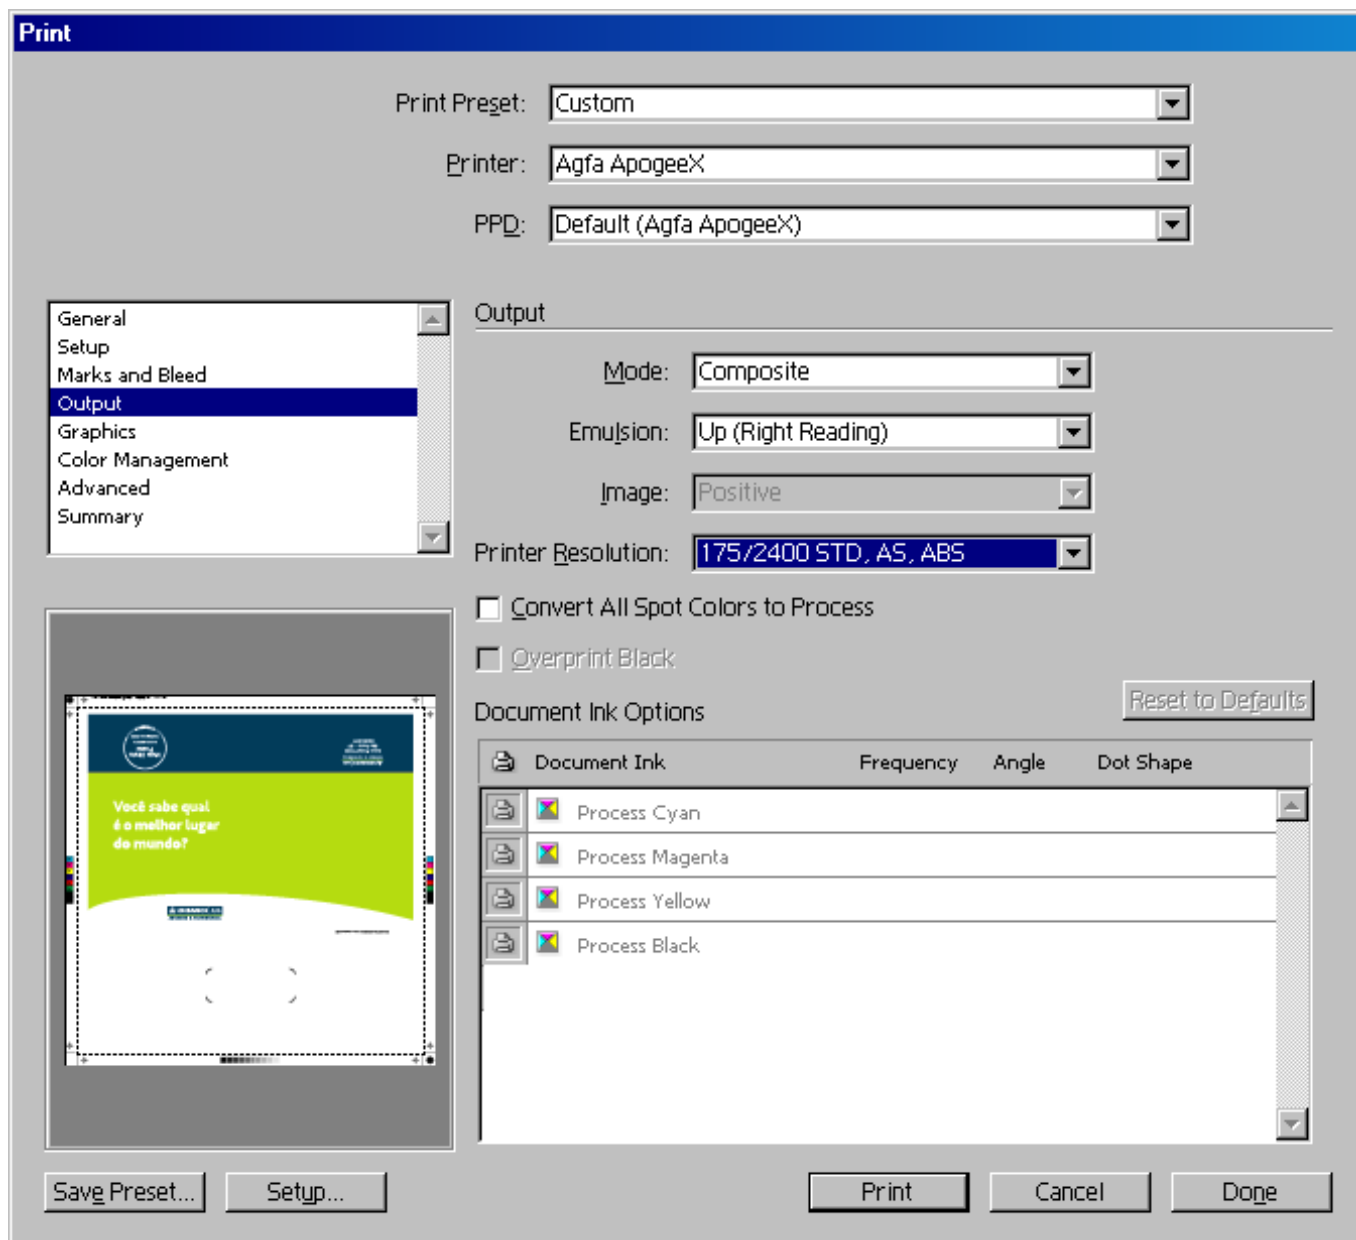 Print
Print Preset: Custom
Printer: Agfa ApogeeX
PPD: Default (Agfa ApogeeX)
General
Setup
Marks and Bleed
Output
Graphics
Color Management
Advanced
Summary
Output
Mode: Composite
Emulsion: Up (Right Reading)
Image: Positive
Printer Resolution: 175/2400 STD, AS, ABS
Convert All Spot Colors to Process
Overprint Black
Document Ink Options
Reset to Defaults
Document Ink Frequency Angle Dot Shape
Process Cyan
Process Magenta
Process Yellow
Process Black
Você sabe qual
é o melhor lugar
do mundo?
Save Preset... Setup... Print Cancel Done